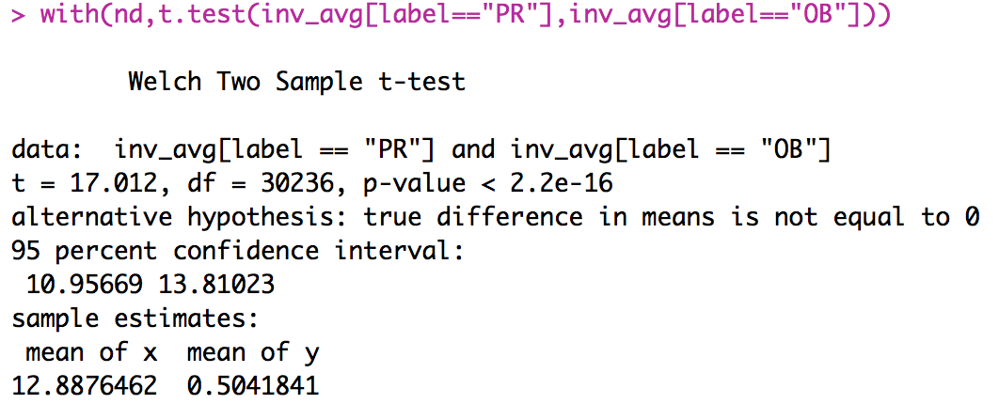 > with(nd,t.test(inv_avg[label=="PR"],inv_avg[label=="OB"]))
Welch Two Sample t-test
data:  inv_avg[label == "PR"] and inv_avg[label == "OB"]
t = 17.012, df = 30236, p-value < 2.2e-16
alternative hypothesis: true difference in means is not equal to 0
95 percent confidence interval:
 10.95669 13.81023
sample estimates:
 mean of x  mean of y
12.8876462  0.5041841